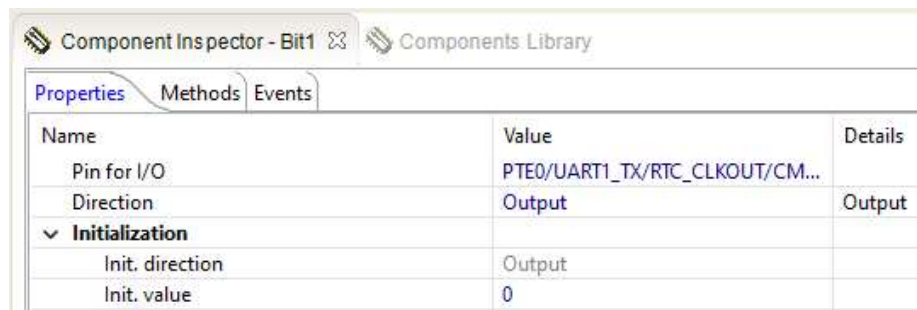 Component Inspector - Bit1 Components Library
Properties Methods Events
Name Value Details
Pin for I/O PTE0/UART1_TX/RTC_CLKOUT/CM...
Direction Output Output
Initialization
Init. direction Output
Init. value 0